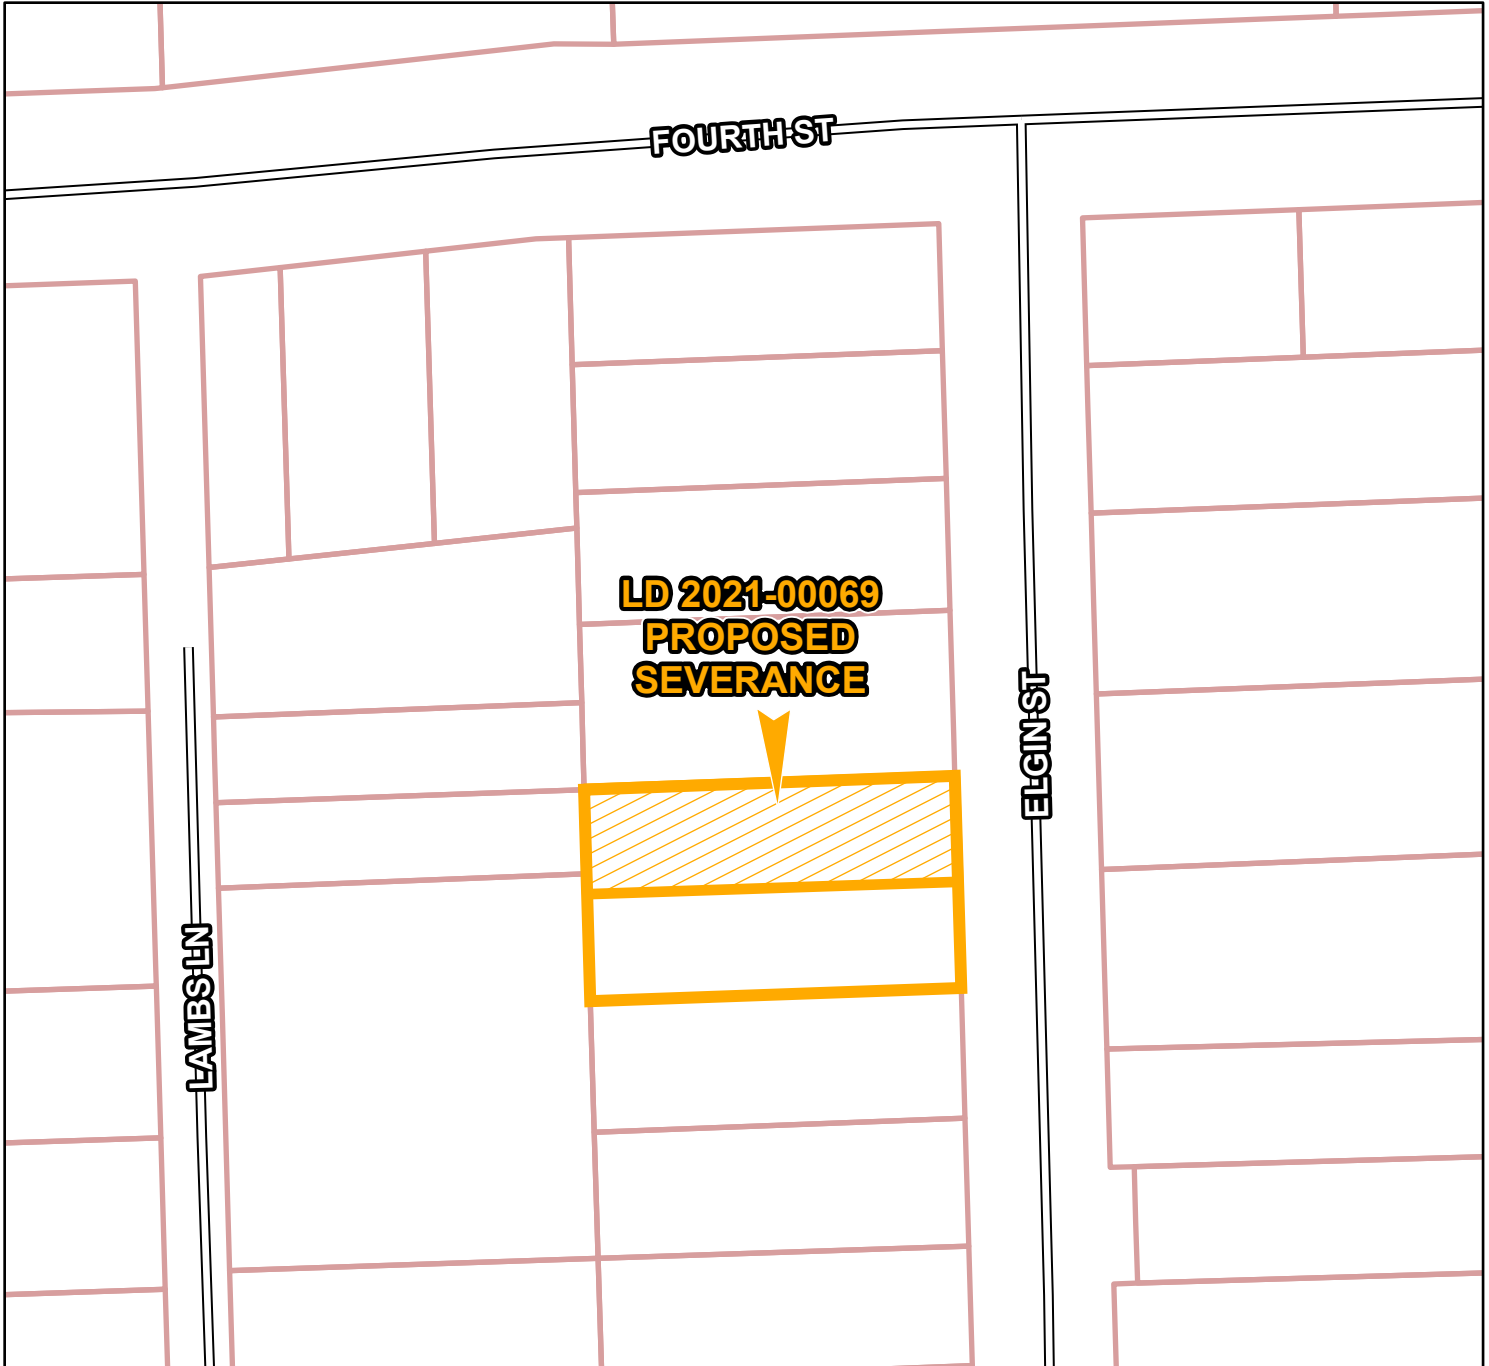 FOURTH ST
LD 2021-00069
PROPOSED
SEVERANCE
ELGIN ST
LAMBS LN